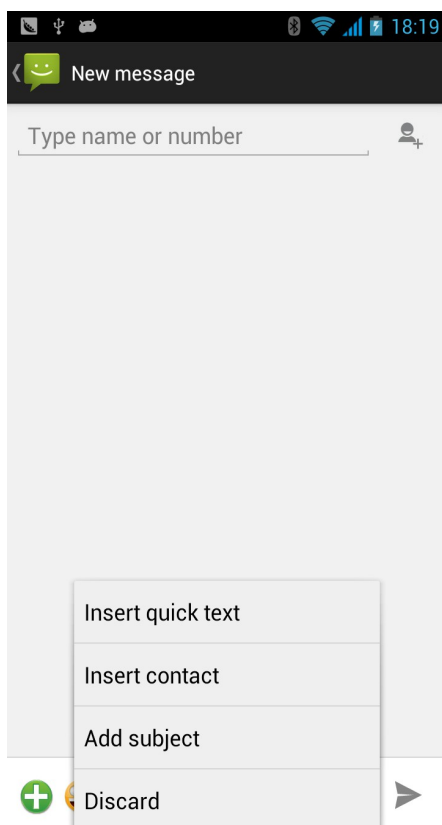 18:19
New message
Type name or number
Insert quick text
Insert contact
Add subject
Discard